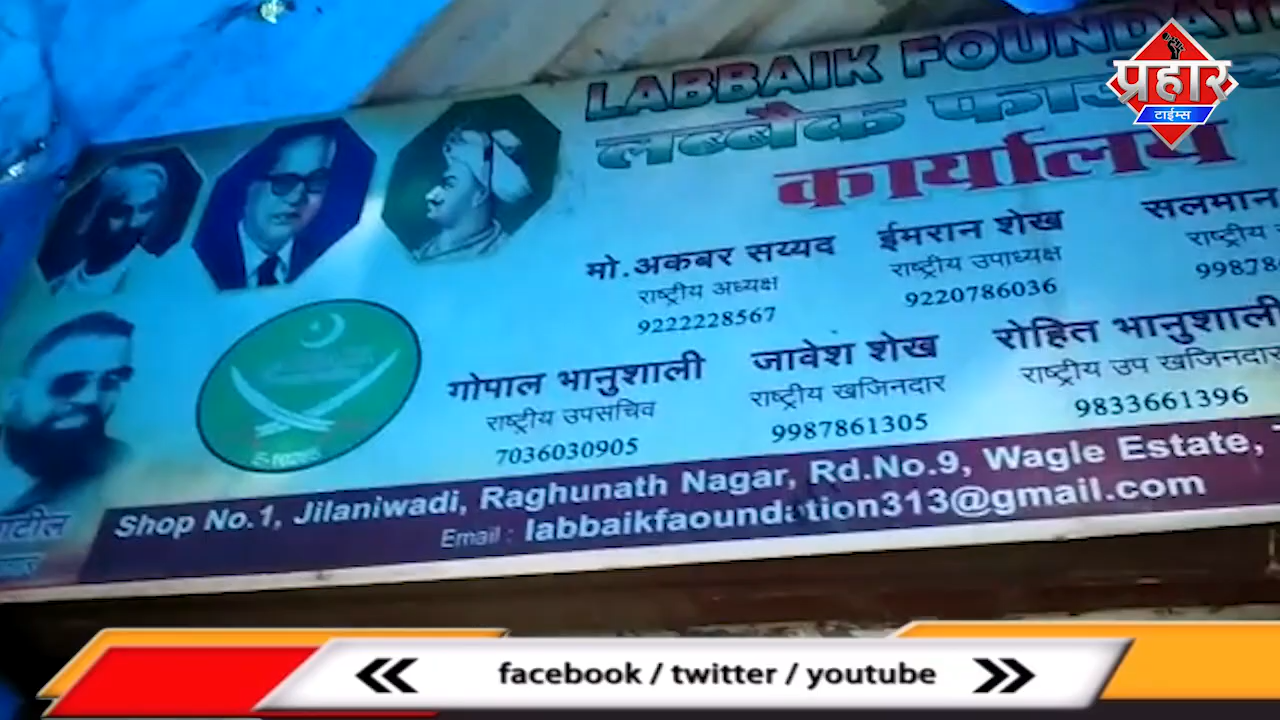 LABBAIK FOUNDAT
लब्बैक फाउ
कार्यालय
मो.अकबर सय्यद
राष्ट्रीय अध्यक्ष
9222228567
ईमरान शेख
राष्ट्रीय उपाध्यक्ष
9220786036
सलमान
राष्ट्रीय
99878
गोपाल भानुशाली
राष्ट्रीय उपसचिव
7036030905
जावेश शेख
राष्ट्रीय खजिनदार
9987861305
रोहित भानुशाली
राष्ट्रीय उप खजिनदार
9833661396
Shop No.1, Jilaniwadi, Raghunath Nagar, Rd.No.9, Wagle Estate,
Email : labbaikfaoundation313@gmail.com
प्रहार
टाईम्स
facebook / twitter / youtube